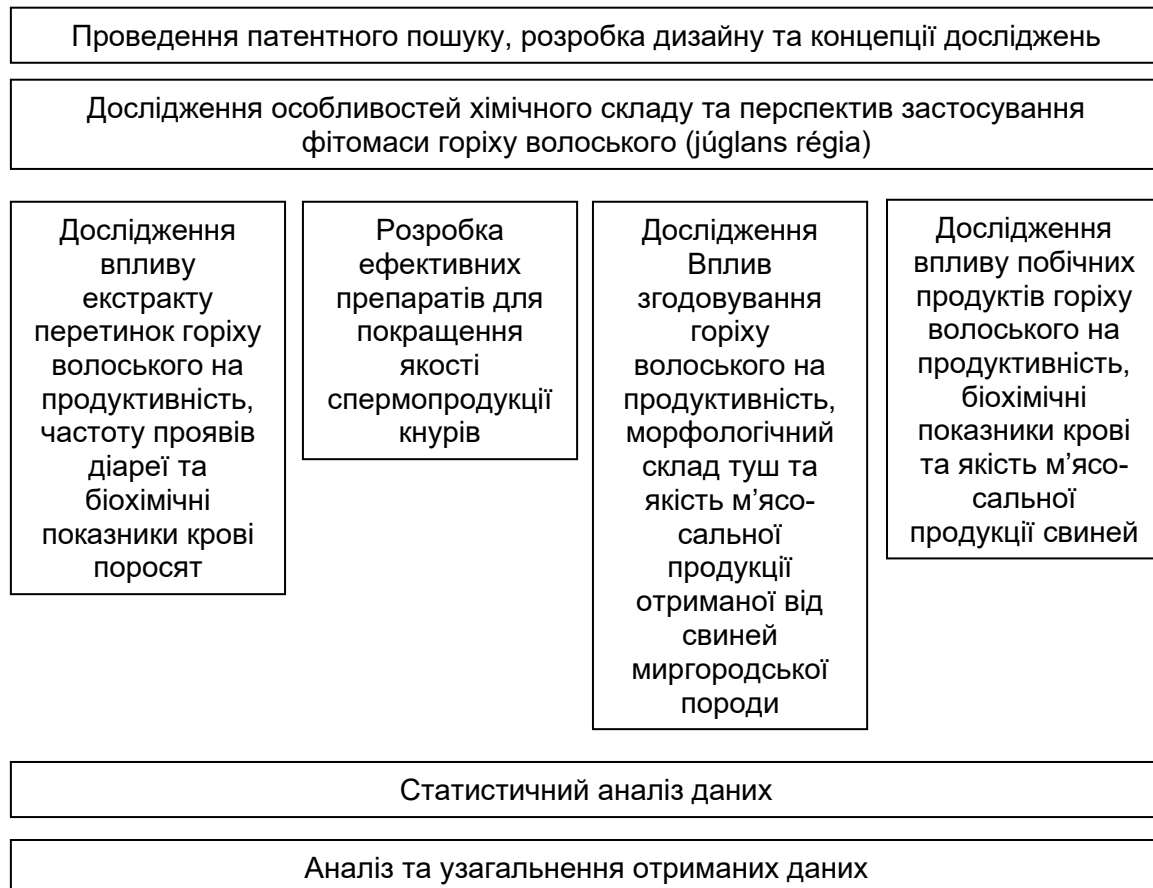 Проведення патентного пошуку, розробка дизайну та концепції досліджень
Дослідження особливостей хімічного складу та перспектив застосування
фітомаси горіху волоського (júglans régia)
Дослідження
впливу
екстракту
перетинок горіху
волоського на
продуктивність,
частоту проявів
діареї та
біохімічні
показники крові
поросят
Розробка
ефективних
препаратів для
покращення
якості
спермопродукції
кнурів
Дослідження
Вплив
згодовування
горіху
волоського на
продуктивність,
морфологічний
склад туш та
якість м’ясо-
сальної
продукції
отриманої від
свиней
миргородської
породи
Дослідження
впливу побічних
продуктів горіху
волоського на
продуктивність,
біохімічні
показники крові
та якість м’ясо-
сальної
продукції свиней
Статистичний аналіз даних
Аналіз та узагальнення отриманих даних